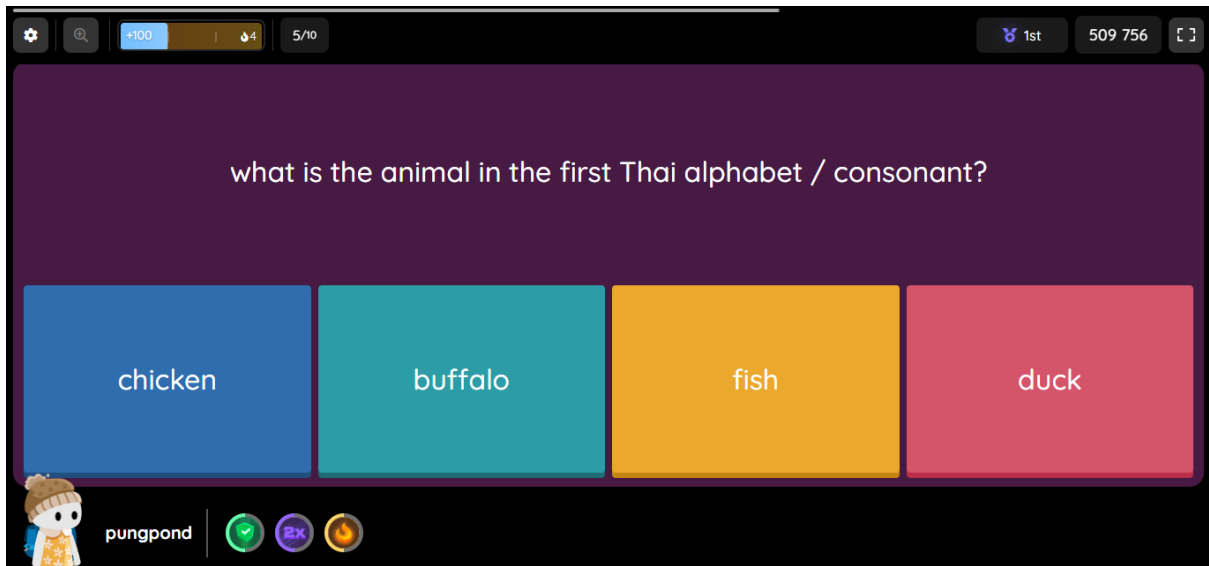 +100
4
5/10
1st
509 756
what is the animal in the first Thai alphabet / consonant?
chicken
buffalo
fish
duck
pungpond
2x